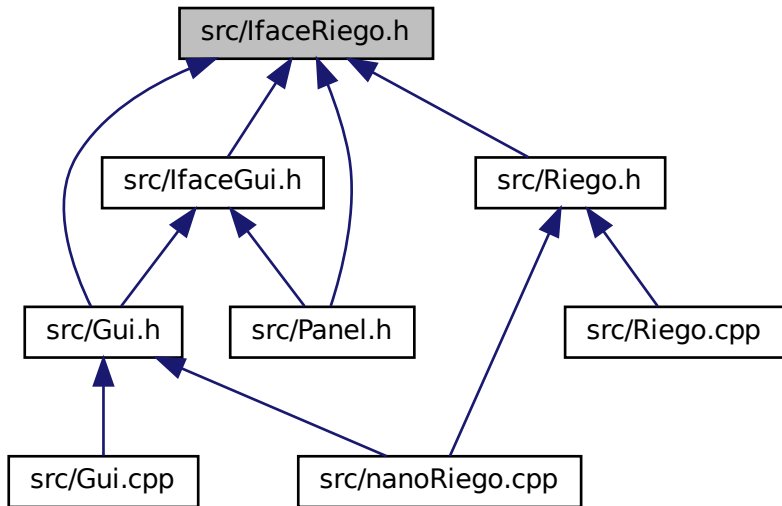 src/IfaceRiego.h
src/IfaceGui.h
src/Riego.h
src/Gui.h
src/Panel.h
src/Riego.cpp
src/Gui.cpp
src/nanoRiego.cpp